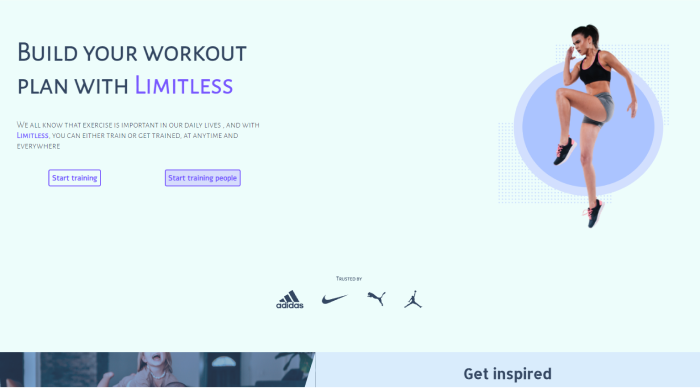 Build your workout
plan with Limitless
We all know that exercise is important in our daily lives , and with
Limitless, you can either train or get trained, at anytime and
everywhere
Start training
Start training people
Trusted by
adidas
Get inspired